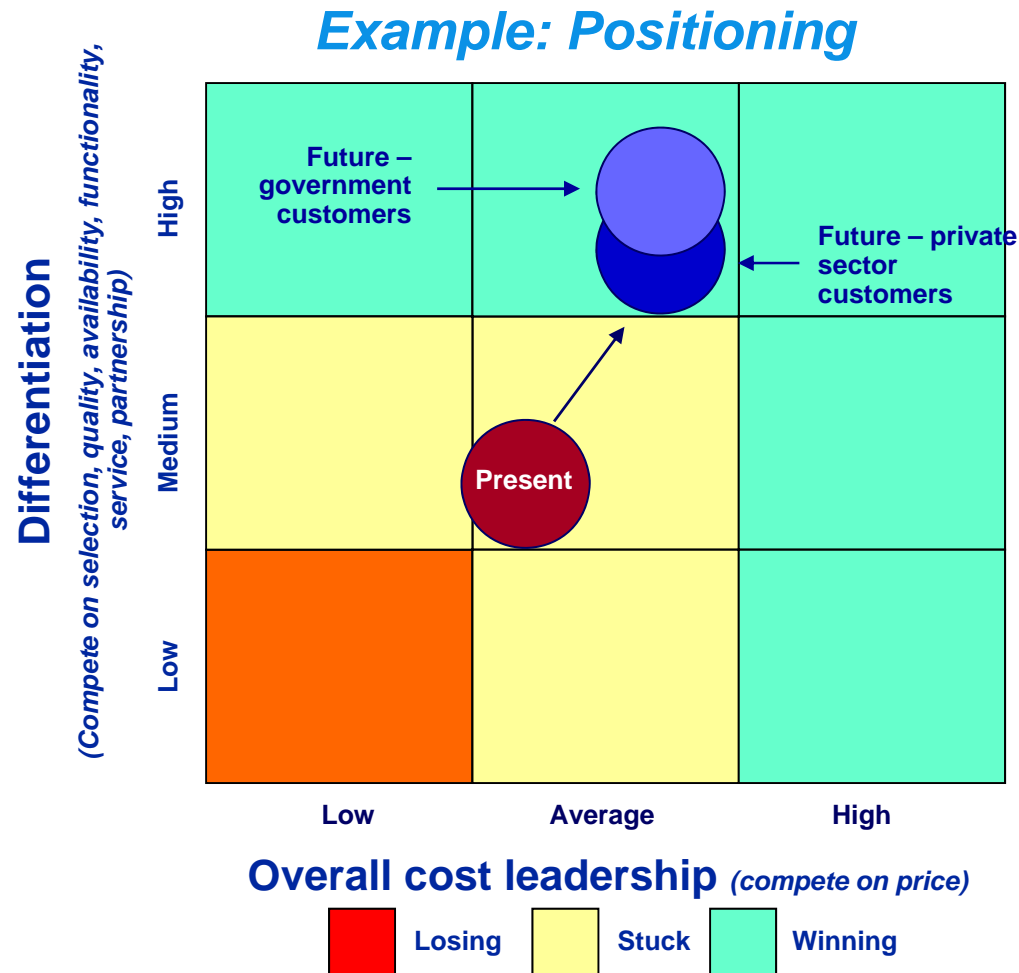 Example: Positioning
Differentiation
(Compete on selection, quality, availability, functionality,
service, partnership)
High
Medium
Low
Future –
government
customers
Future – private
sector
customers
Present
Low
Average
High
Overall cost leadership (compete on price)
Losing
Stuck
Winning